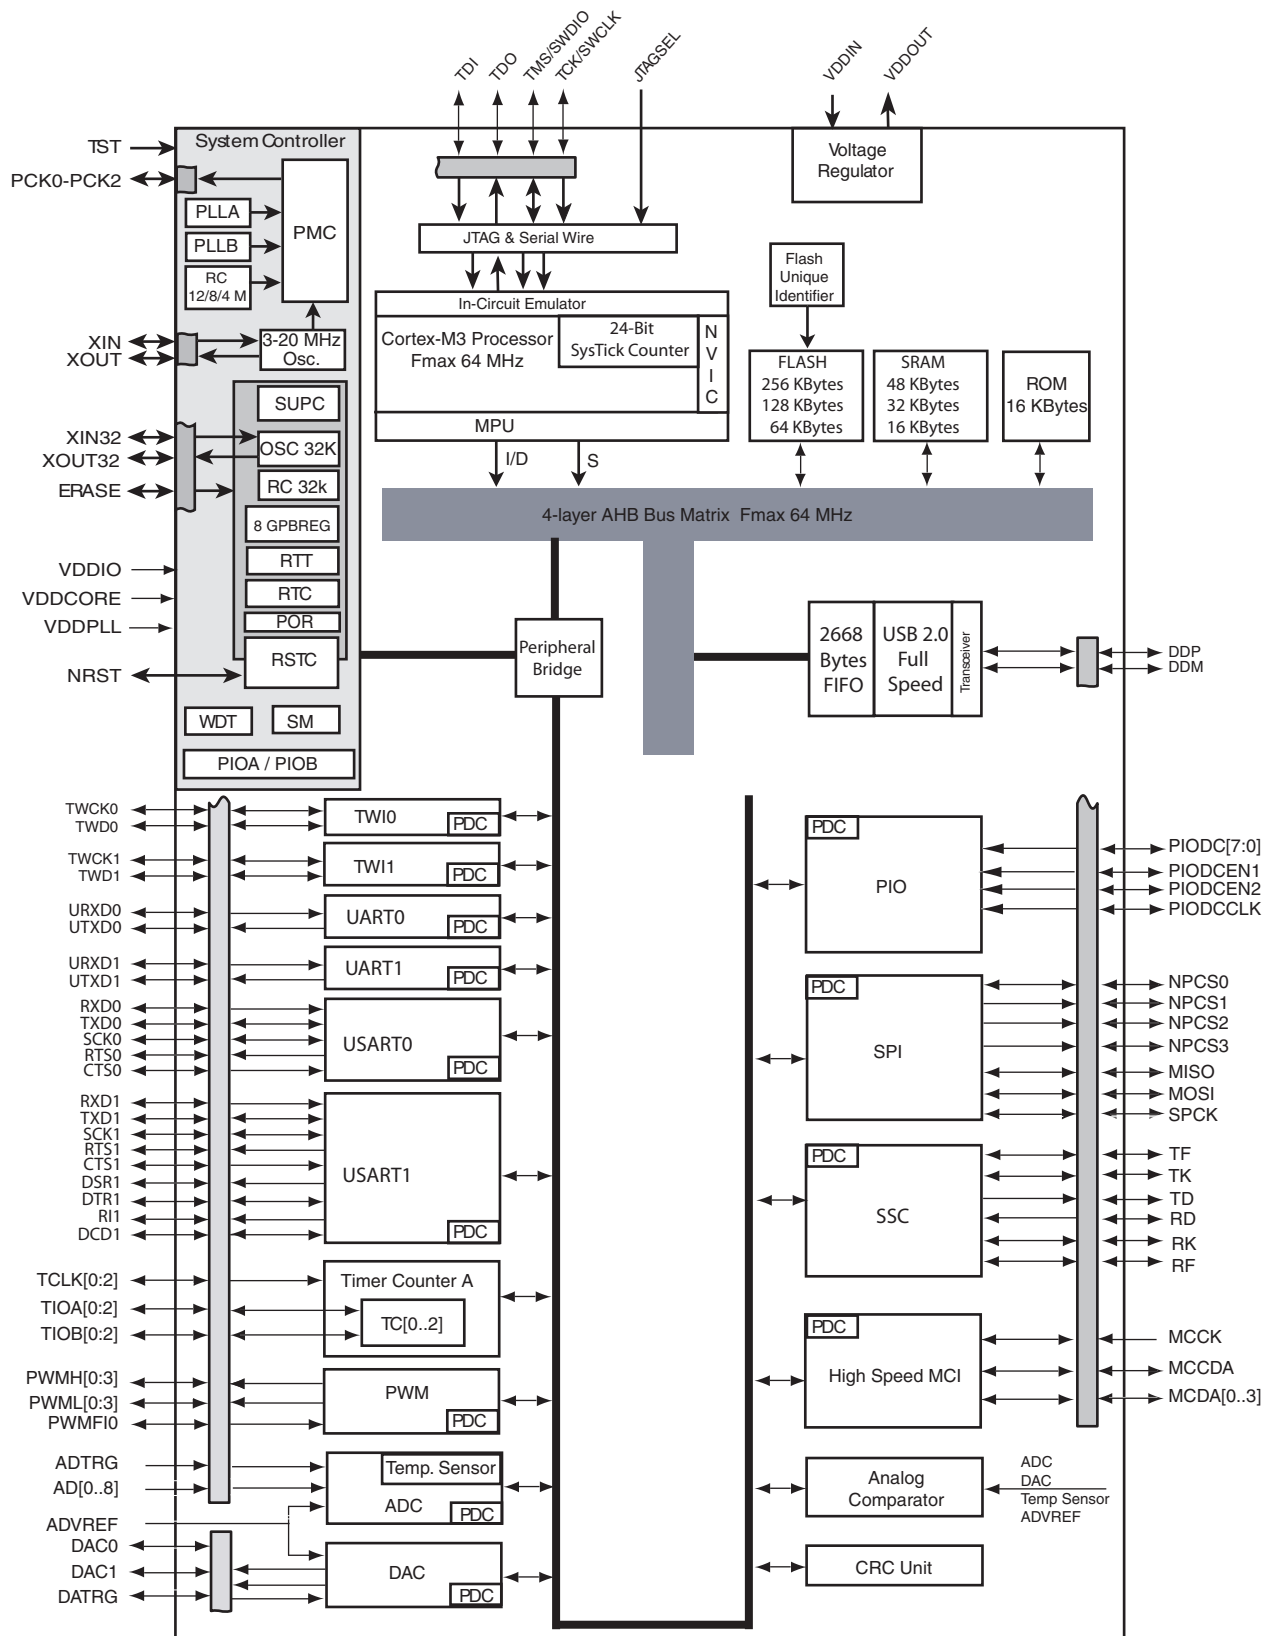 TDI
TDO
TMS/SWDIO
TCK/SWCLK
JTAGSEL
VDDIN
VDDOUT
TST
PCK0-PCK2
XIN
XOUT
XIN32
XOUT32
ERASE
VDDIO
VDDCORE
VDDPLL
NRST
System Controller
PLLA
PLLB
RC
12/8/4 M
PMC
3-20 MHz
Osc.
SUPC
OSC 32K
RC 32k
8 GPBREG
RTT
RTC
POR
RSTC
WDT
SM
PIOA / PIOB
JTAG & Serial Wire
In-Circuit Emulator
Cortex-M3 Processor
Fmax 64 MHz
24-Bit
SysTick Counter
N
V
I
C
MPU
I/D
S
Voltage
Regulator
Flash
Unique
Identifier
FLASH
256 KBytes
128 KBytes
64 KBytes
SRAM
48 KBytes
32 KBytes
16 KBytes
ROM
16 KBytes
4-layer AHB Bus Matrix Fmax 64 MHz
Peripheral
Bridge
2668
Bytes
FIFO
USB 2.0
Full
Speed
Transceiver
DDP
DDM
TWCK0
TWD0
TWI0
PDC
TWCK1
TWD1
TWI1
PDC
URXD0
UTXD0
UART0
PDC
URXD1
UTXD1
UART1
PDC
RXD0
TXD0
SCK0
RTS0
CTS0
USART0
PDC
RXD1
TXD1
SCK1
RTS1
CTS1
DSR1
DTR1
RI1
DCD1
USART1
PDC
TCLK[0:2]
TIOA[0:2]
TIOB[0:2]
Timer Counter A
TC[0..2]
PWMH[0:3]
PWML[0:3]
PWMFI0
PWM
PDC
ADTRG
AD[0..8]
ADVREF
Temp. Sensor
ADC
PDC
DAC0
DAC1
DATRG
DAC
PDC
PDC
PIO
PIODC[7:0]
PIODCEN1
PIODCEN2
PIODCCLK
PDC
SPI
NPCS0
NPCS1
NPCS2
NPCS3
MISO
MOSI
SPCK
PDC
SSC
TF
TK
TD
RD
RK
RF
PDC
High Speed MCI
MCCK
MCCDA
MCDA[0..3]
Analog
Comparator
ADC
DAC
Temp Sensor
ADVREF
CRC Unit